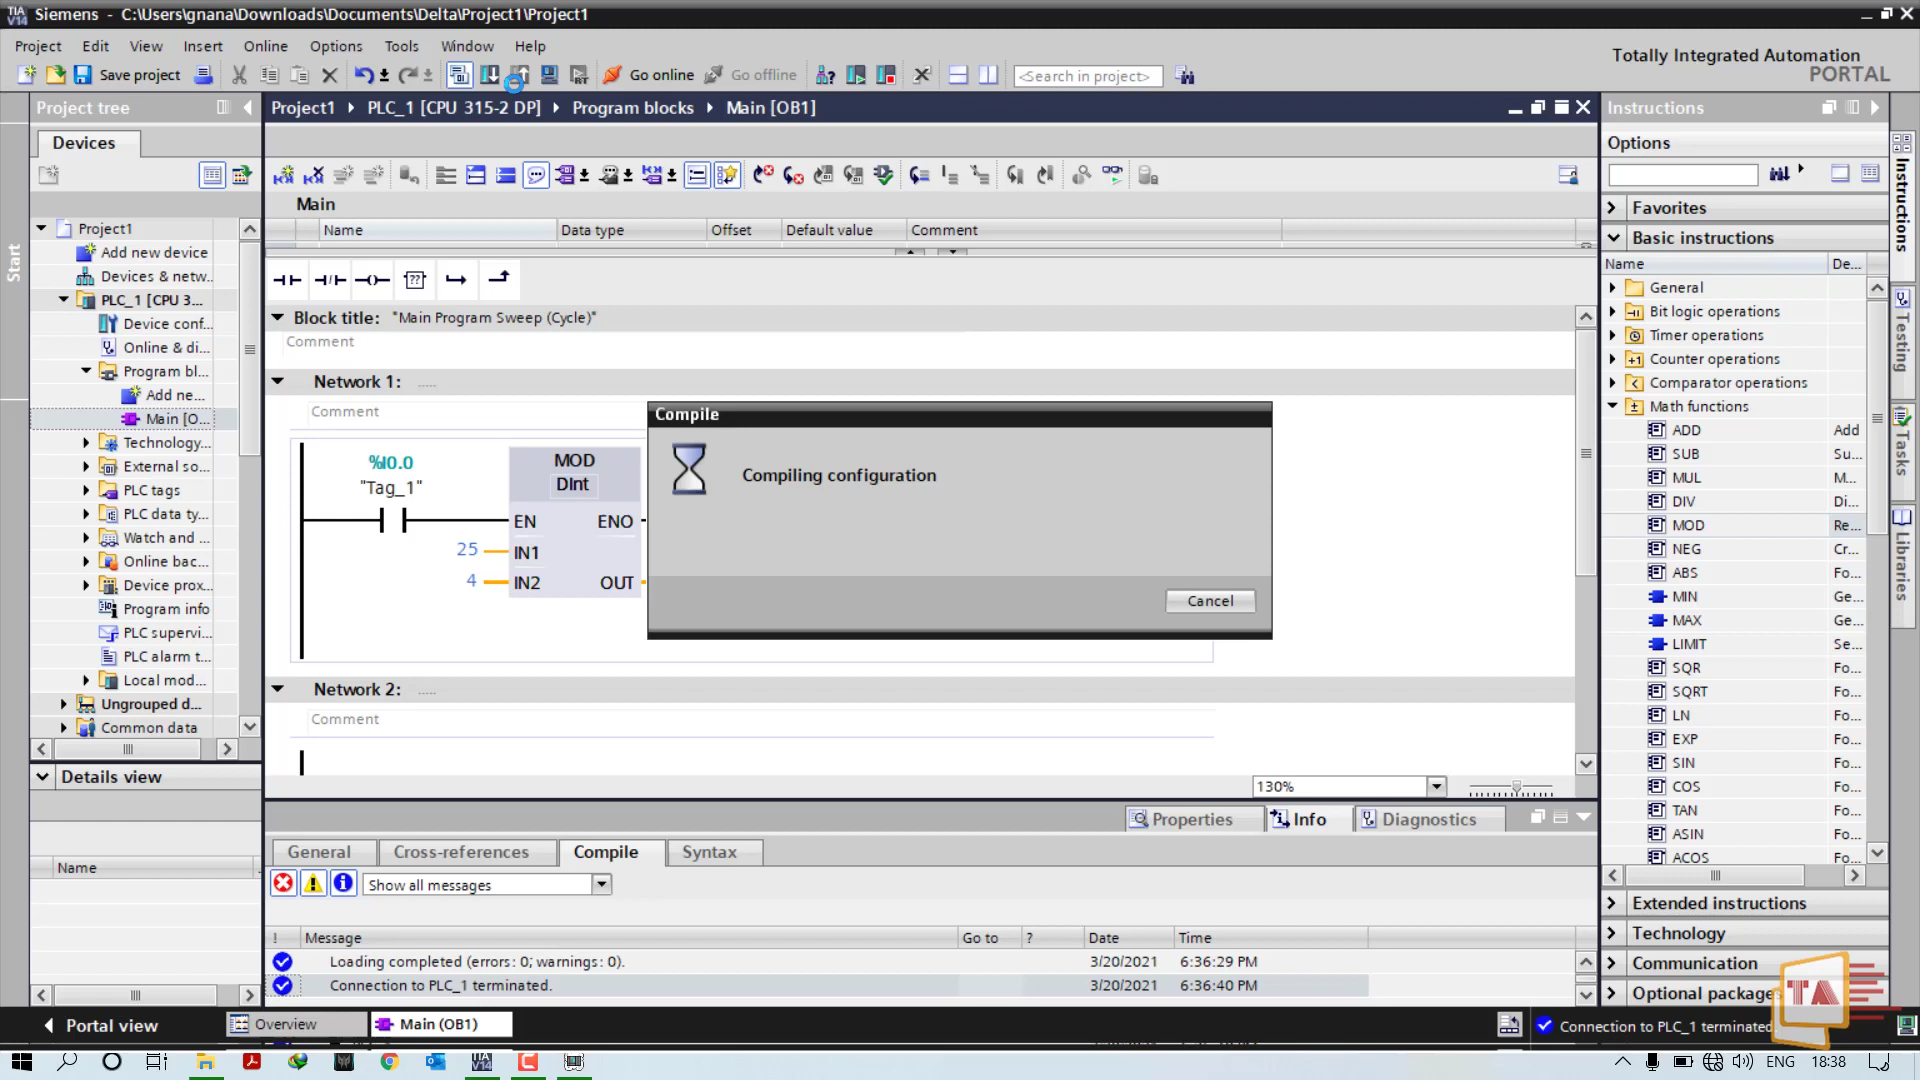 TIA
V14
Siemens  -  C:\Users\gnana\Downloads\Documents\Delta\Project1\Project1
Project Edit View Insert Online Options Tools Window Help
Save project
Go online
Go offline
<Search in project>
Totally Integrated Automation
PORTAL
Project tree
Devices
Start
Project1
Add new device
Devices & netw...
PLC_1 [CPU 3...
Device conf...
Online & di...
Program bl...
Add ne...
Main [O...
Technology...
External so...
PLC tags
PLC data ty...
Watch and ...
Online bac...
Device prox...
Program info
PLC supervi...
PLC alarm t...
Local mod...
Ungrouped d...
Common data
Details view
Name
Project1 PLC_1 [CPU 315-2 DP] Program blocks Main [OB1]
Main
Name Data type Offset Default value Comment
??
Block title: "Main Program Sweep (Cycle)"
Comment
Network 1: .....
Comment
%I0.0
"Tag_1"
MOD
DInt
EN ENO
25 IN1
4 IN2 OUT
Compile
Compiling configuration
Cancel
Network 2: .....
Comment
130%
Properties Info Diagnostics
General Cross-references Compile Syntax
Show all messages
! Message Go to ? Date Time
Loading completed (errors: 0; warnings: 0). 3/20/2021 6:36:29 PM
Connection to PLC_1 terminated. 3/20/2021 6:36:40 PM
Instructions
Options
Favorites
Basic instructions
Name De...
General
Bit logic operations
Timer operations
Counter operations
Comparator operations
Math functions
ADD Add
SUB Su...
MUL M...
DIV Di...
MOD Re...
NEG Cr...
ABS Fo...
MIN Ge...
MAX Ge...
LIMIT Se...
SQR Fo...
SQRT Fo...
LN Fo...
EXP Fo...
SIN Fo...
COS Fo...
TAN Fo...
ASIN Fo...
ACOS Fo...
Extended instructions
Technology
Communication
Optional packages
Instructions
Testing
Tasks
Libraries
TA
Portal view
Overview
Main (OB1)
Connection to PLC_1 terminated
TIA
V14
ENG
18:38